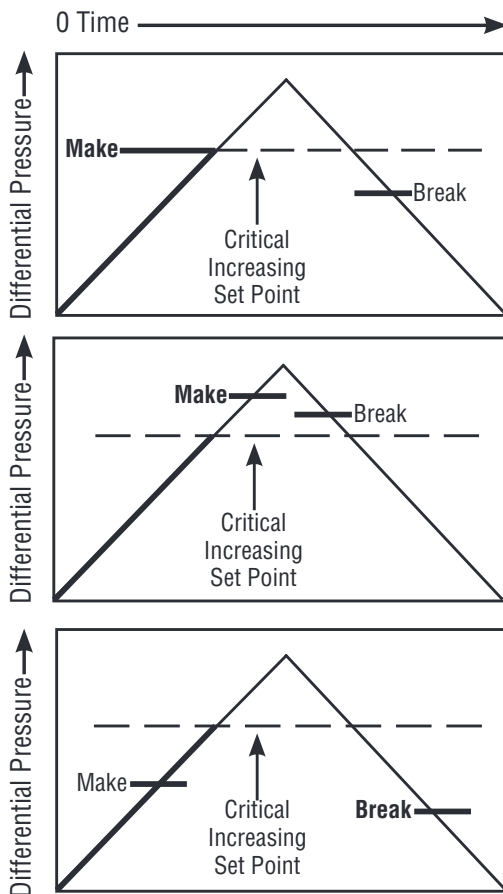 0 Time
Differential Pressure
Make
Break
Critical
Increasing
Set Point
Differential Pressure
Make
Break
Critical
Increasing
Set Point
Differential Pressure
Make
Break
Critical
Increasing
Set Point